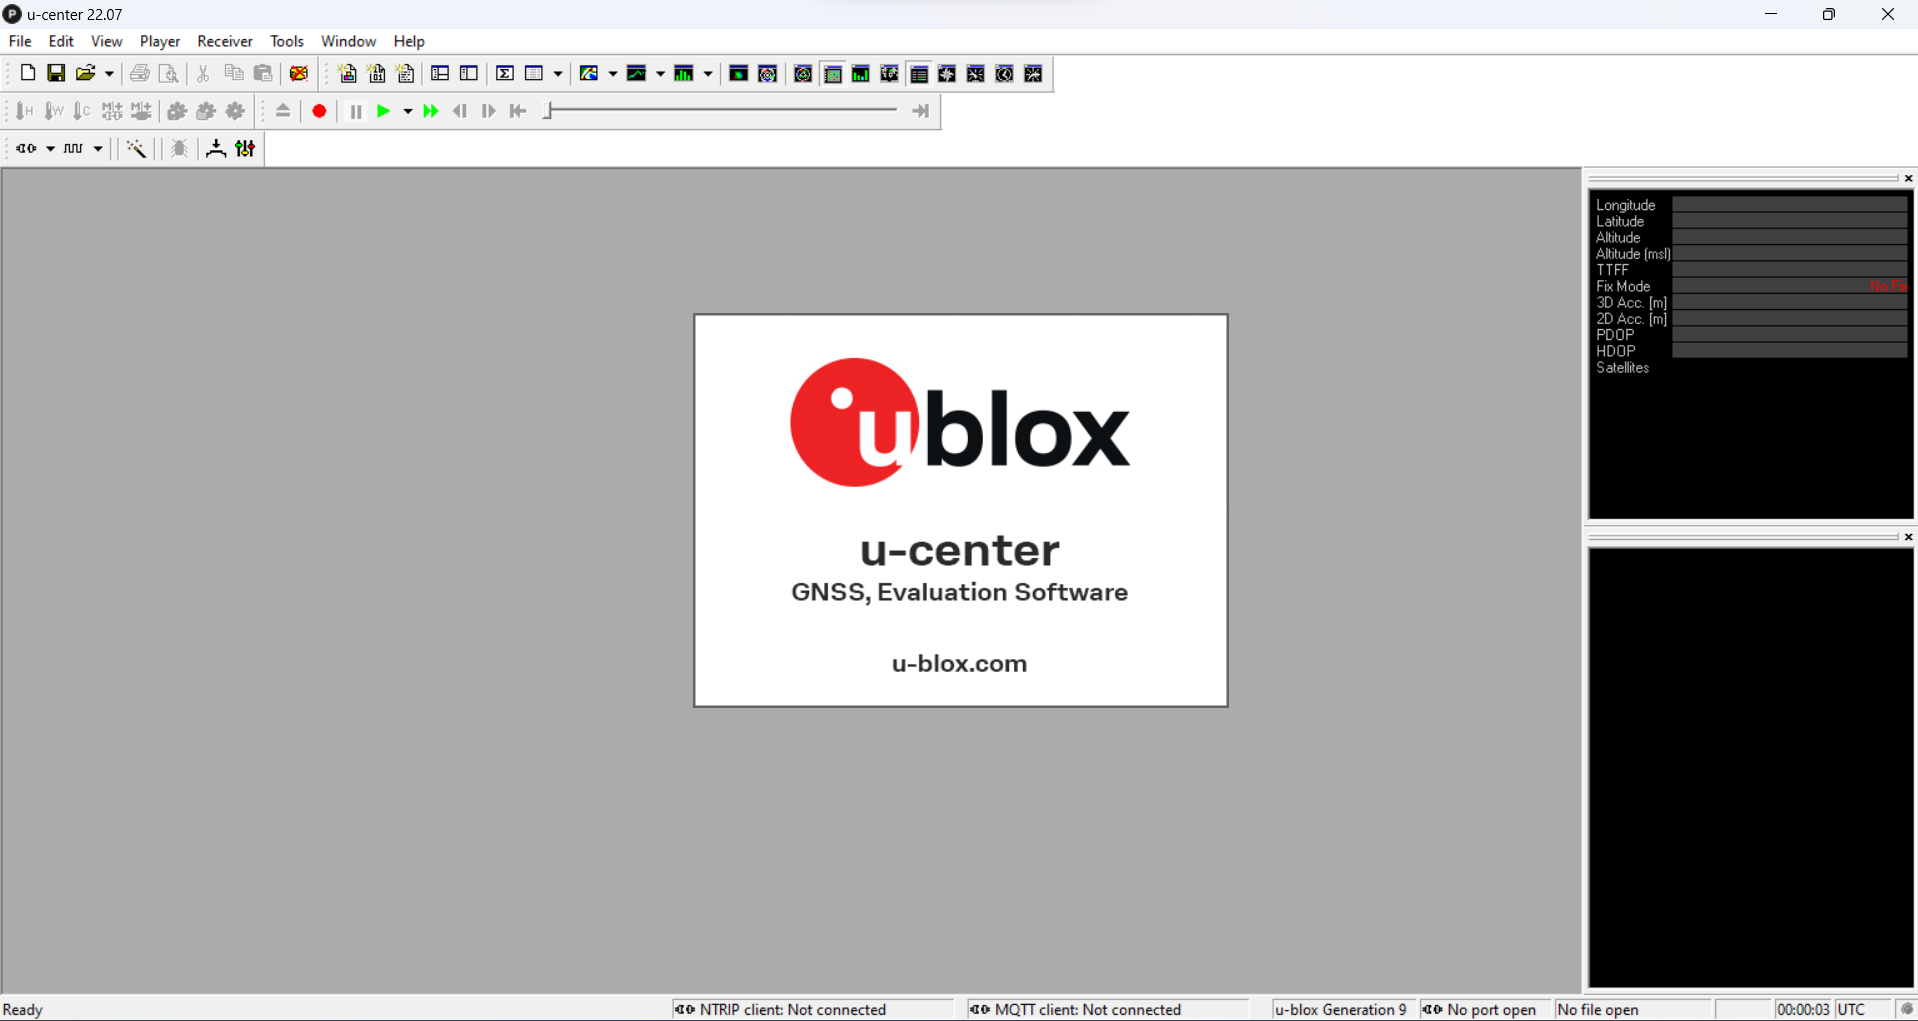 u-center 22.07
File Edit View Player Receiver Tools Window Help
Longitude
Latitude
Altitude
Altitude (msl)
TTFF
Fix Mode No Fix
3D Acc. [m]
2D Acc. [m]
PDOP
HDOP
Satellites
ublox
u-center
GNSS, Evaluation Software
u-blox.com
Ready NTRIP client: Not connected MQTT client: Not connected u-blox Generation 9 No port open No file open 00:00:03 UTC